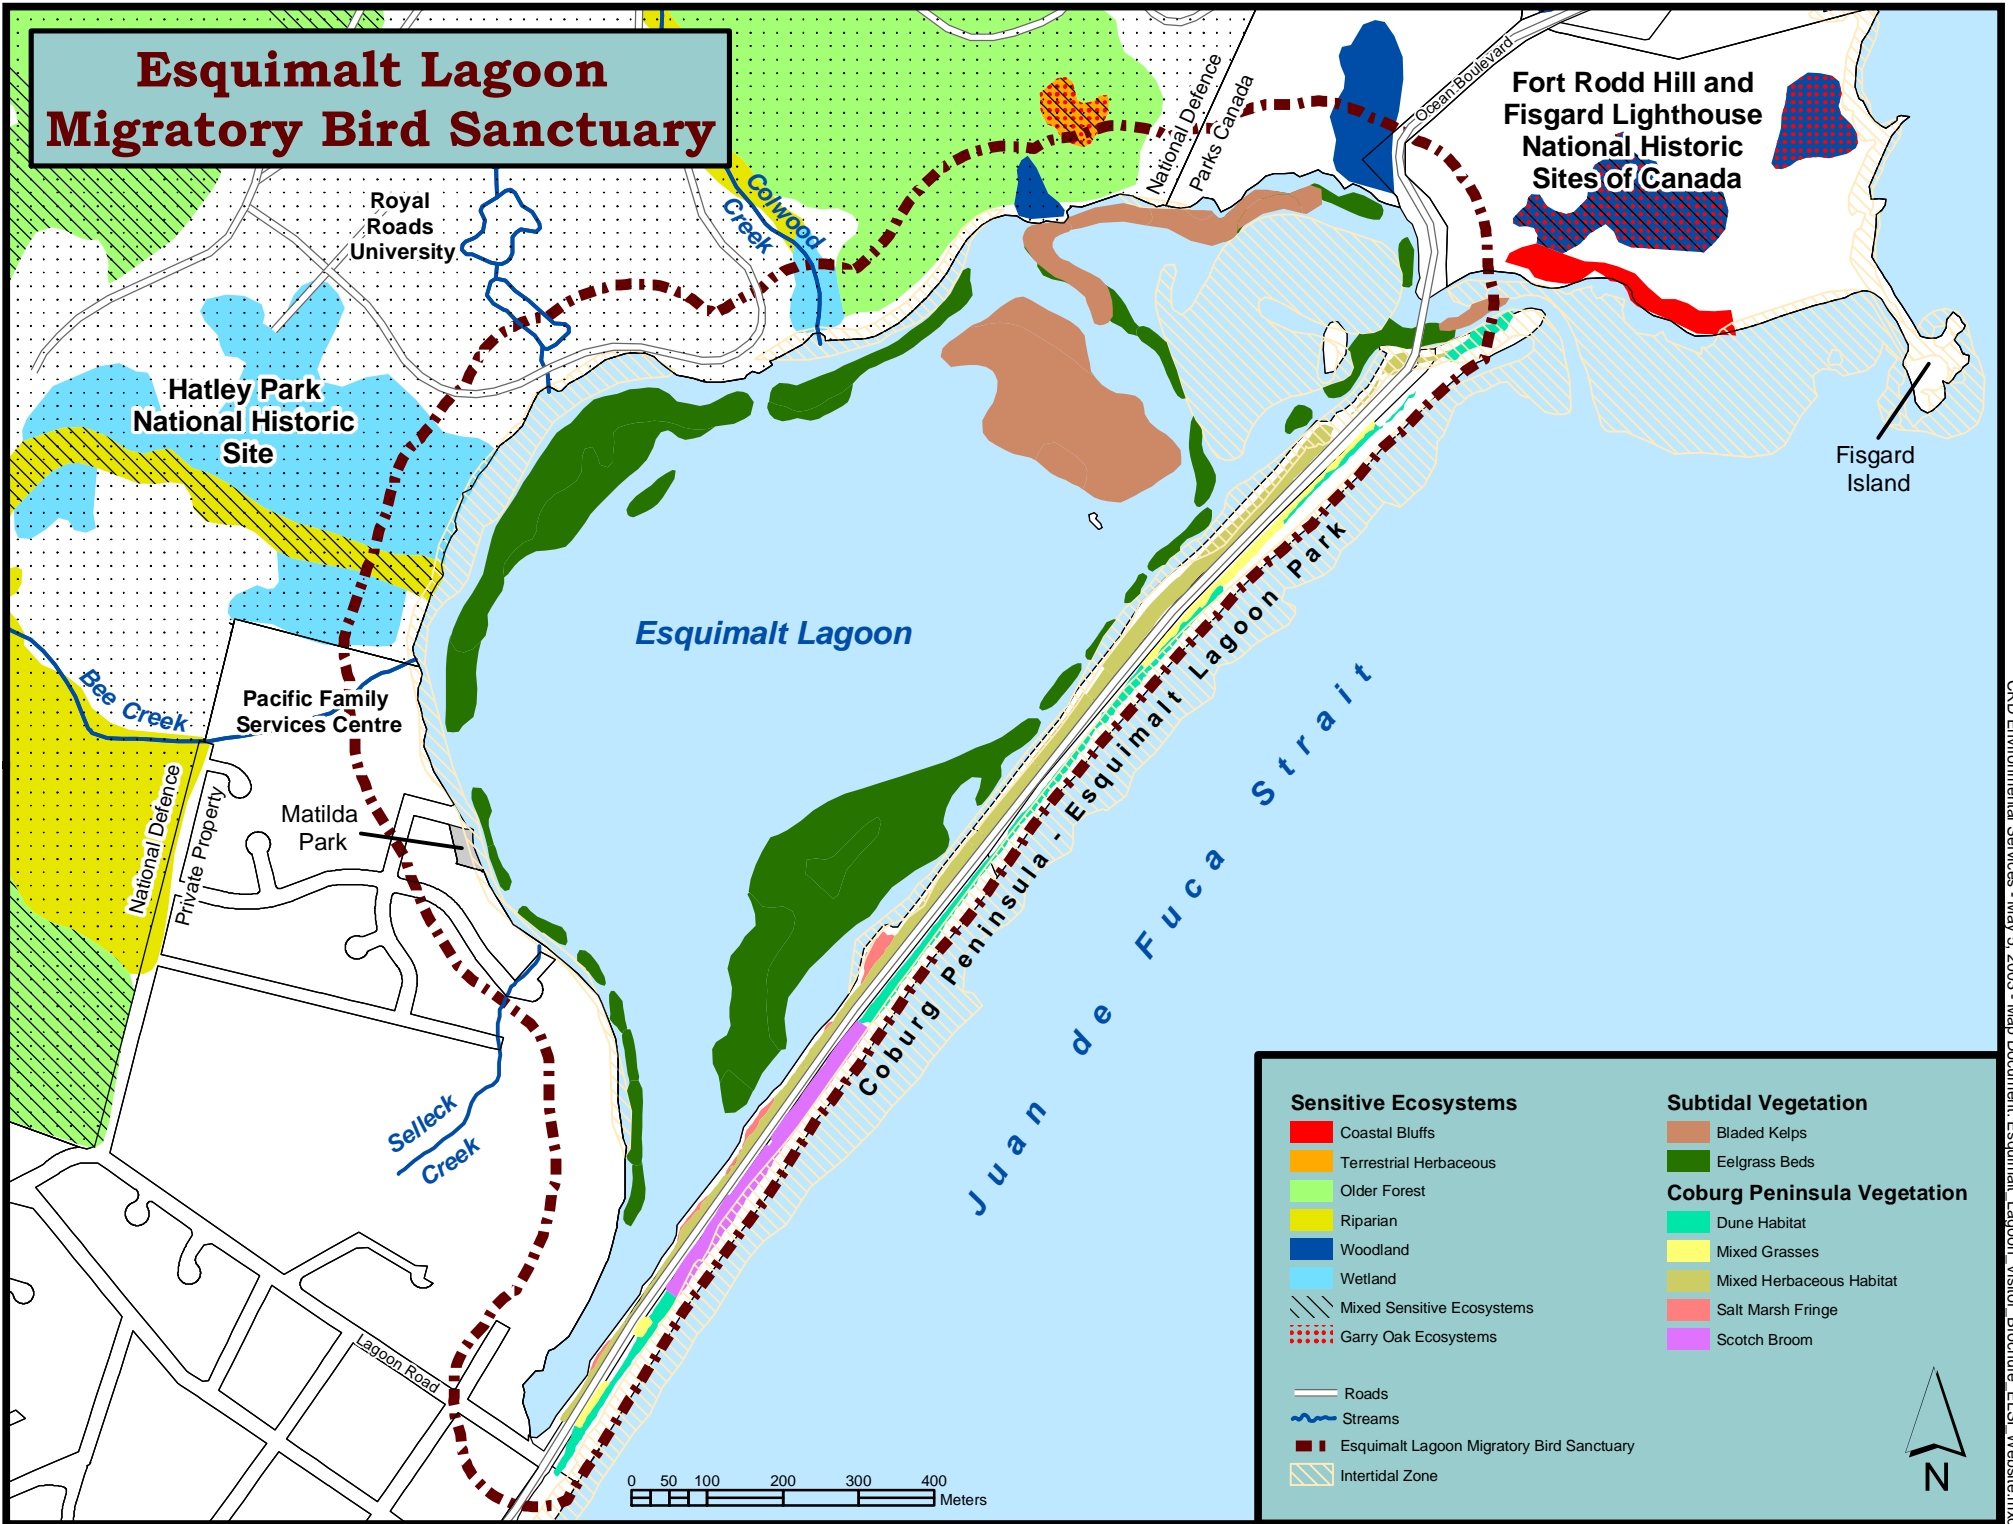 Esquimalt Lagoon
Migratory Bird Sanctuary
Royal
Roads
University
Colwood
Creek
National Defence
Parks Canada
Ocean Boulevard
Fort Rodd Hill and
Fisgard Lighthouse
National Historic
Sites of Canada
Hatley Park
National Historic
Site
Fisgard
Island
Esquimalt Lagoon
Bee Creek
Pacific Family
Services Centre
National Defence
Private Property
Matilda
Park
Coburg Peninsula - Esquimalt Lagoon Park
Juan de Fuca Strait
Selleck
Creek
Lagoon Road
0 50 100 200 300 400
Meters
Sensitive Ecosystems
Coastal Bluffs
Terrestrial Herbaceous
Older Forest
Riparian
Woodland
Wetland
Mixed Sensitive Ecosystems
Garry Oak Ecosystems
Roads
Streams
Esquimalt Lagoon Migratory Bird Sanctuary
Intertidal Zone
Subtidal Vegetation
Bladed Kelps
Eelgrass Beds
Coburg Peninsula Vegetation
Dune Habitat
Mixed Grasses
Mixed Herbaceous Habitat
Salt Marsh Fringe
Scotch Broom
N